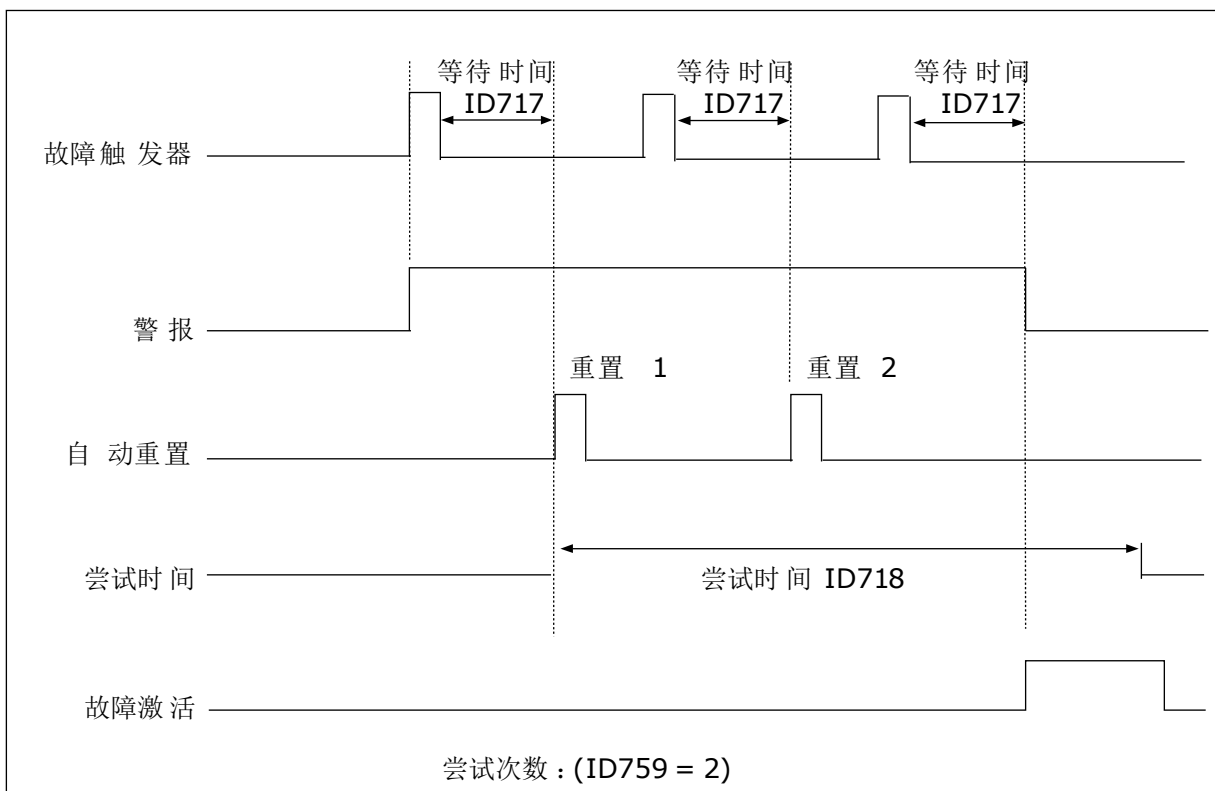 等待时间 等待时间 等待时间
ID717 ID717 ID717
故障触发器
警报
重置 1 重置 2
自动重置
尝试时间 尝试时间 ID718
故障激活
尝试次数:(ID759 = 2)